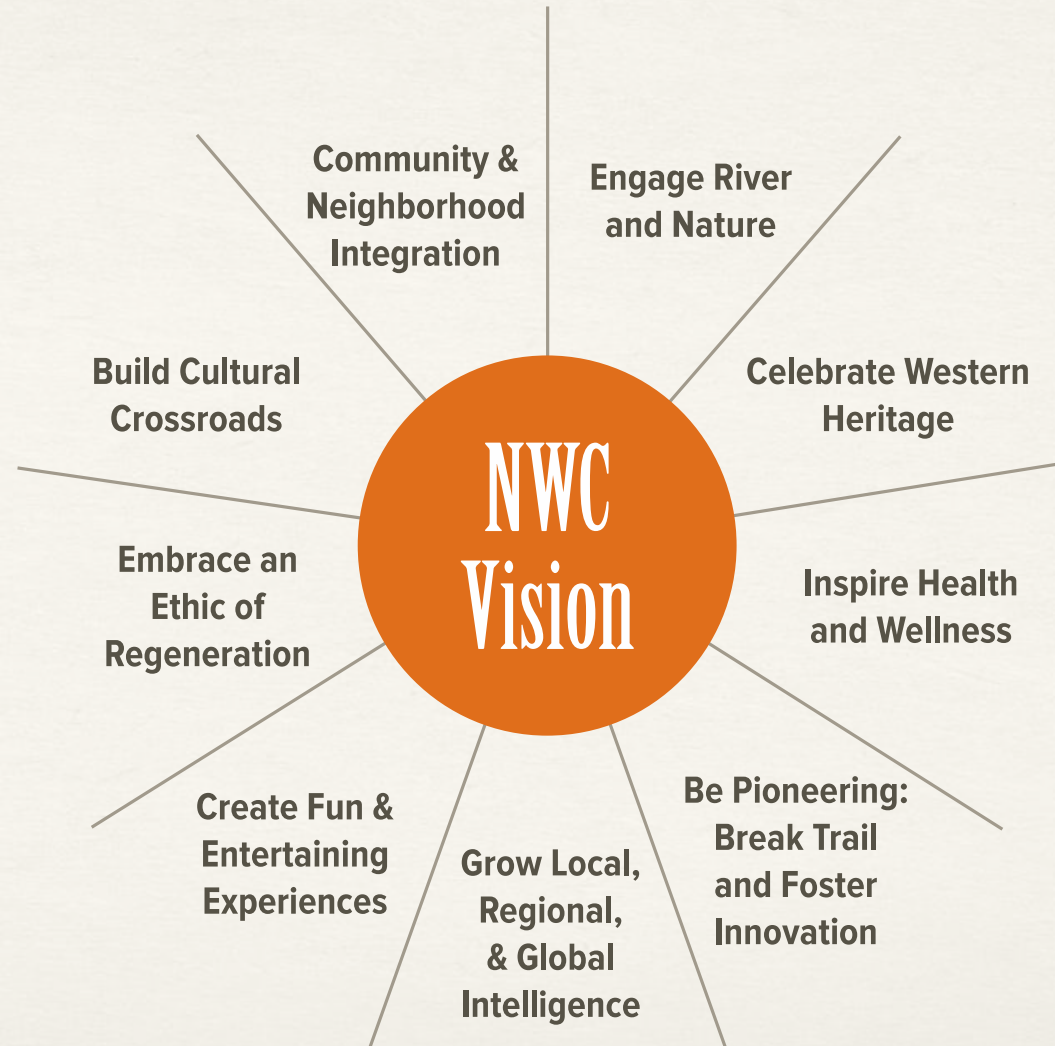 NWC
Vision
Engage River
and Nature
Celebrate Western
Heritage
Inspire Health
and Wellness
Be Pioneering:
Break Trail
and Foster
Innovation
Grow Local,
Regional,
& Global
Intelligence
Create Fun &
Entertaining
Experiences
Embrace an
Ethic of
Regeneration
Build Cultural
Crossroads
Community &
Neighborhood
Integration